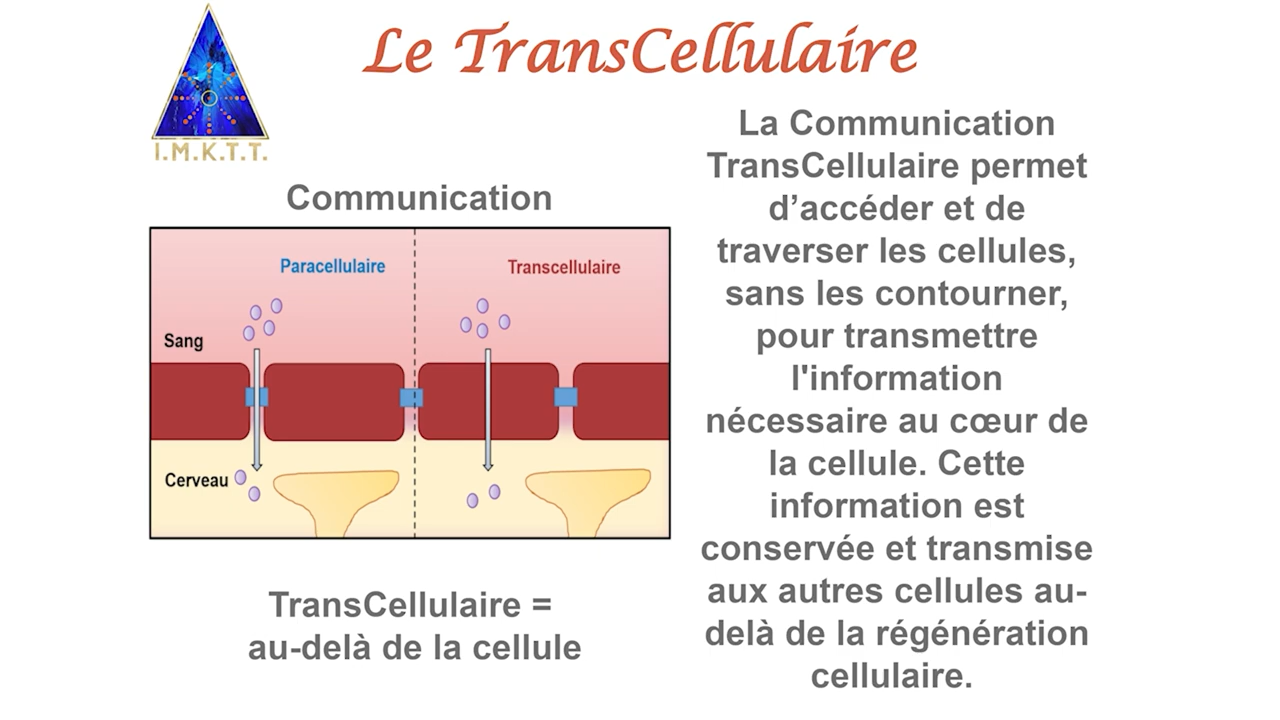 Le TransCellulaire
I.M.K.T.T.
Communication
Paracellulaire
Transcellulaire
Sang
Cerveau
TransCellulaire =
au-delà de la cellule
La Communication
TransCellulaire permet
d’accéder et de
traverser les cellules,
sans les contourner,
pour transmettre
l'information
nécessaire au cœur de
la cellule. Cette
information est
conservée et transmise
aux autres cellules au-
delà de la régénération
cellulaire.